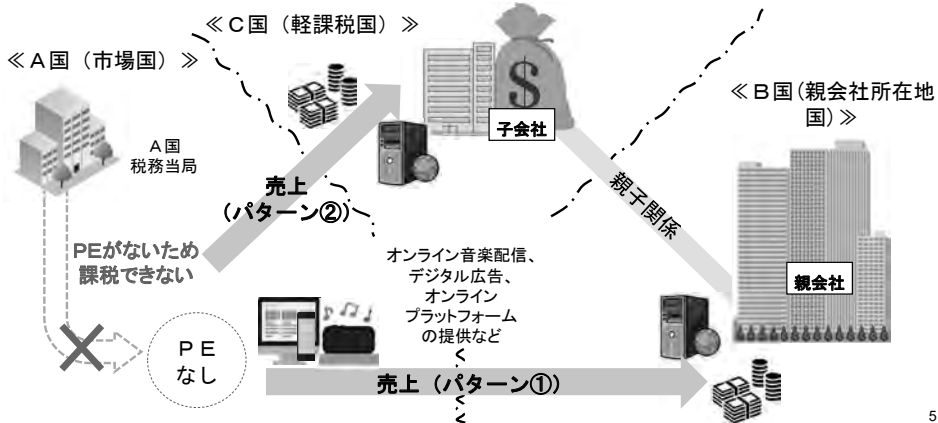 ≪C国（軽課税国）≫
≪A国（市場国）≫
≪B国（親会社所在地
国）≫
A国
税務当局
$
子会社
売上
（パターン②）
親子関係
PEがないため
課税できない
オンライン音楽配信、
デジタル広告、
オンライン
プラットフォーム
の提供など
親会社
PE
なし
売上（パターン①）
5